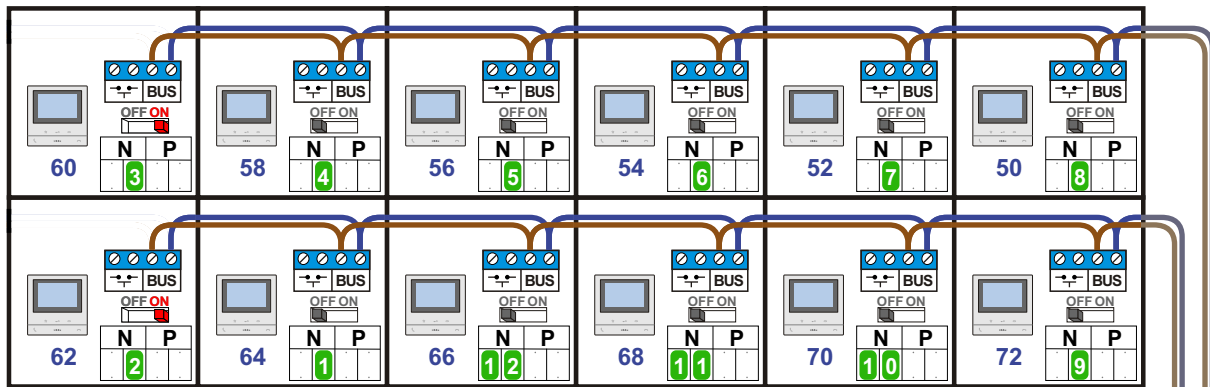 BUS BUS BUS BUS BUS BUS
OFF ON OFF ON OFF ON OFF ON OFF ON OFF ON
N P N P N P N P N P N P
60 3 58 4 56 5 54 6 52 7 50 8
BUS BUS BUS BUS BUS BUS
OFF ON OFF ON OFF ON OFF ON OFF ON OFF ON
N P N P N P N P N P N P
62 2 64 1 66 12 68 11 70 10 72 9